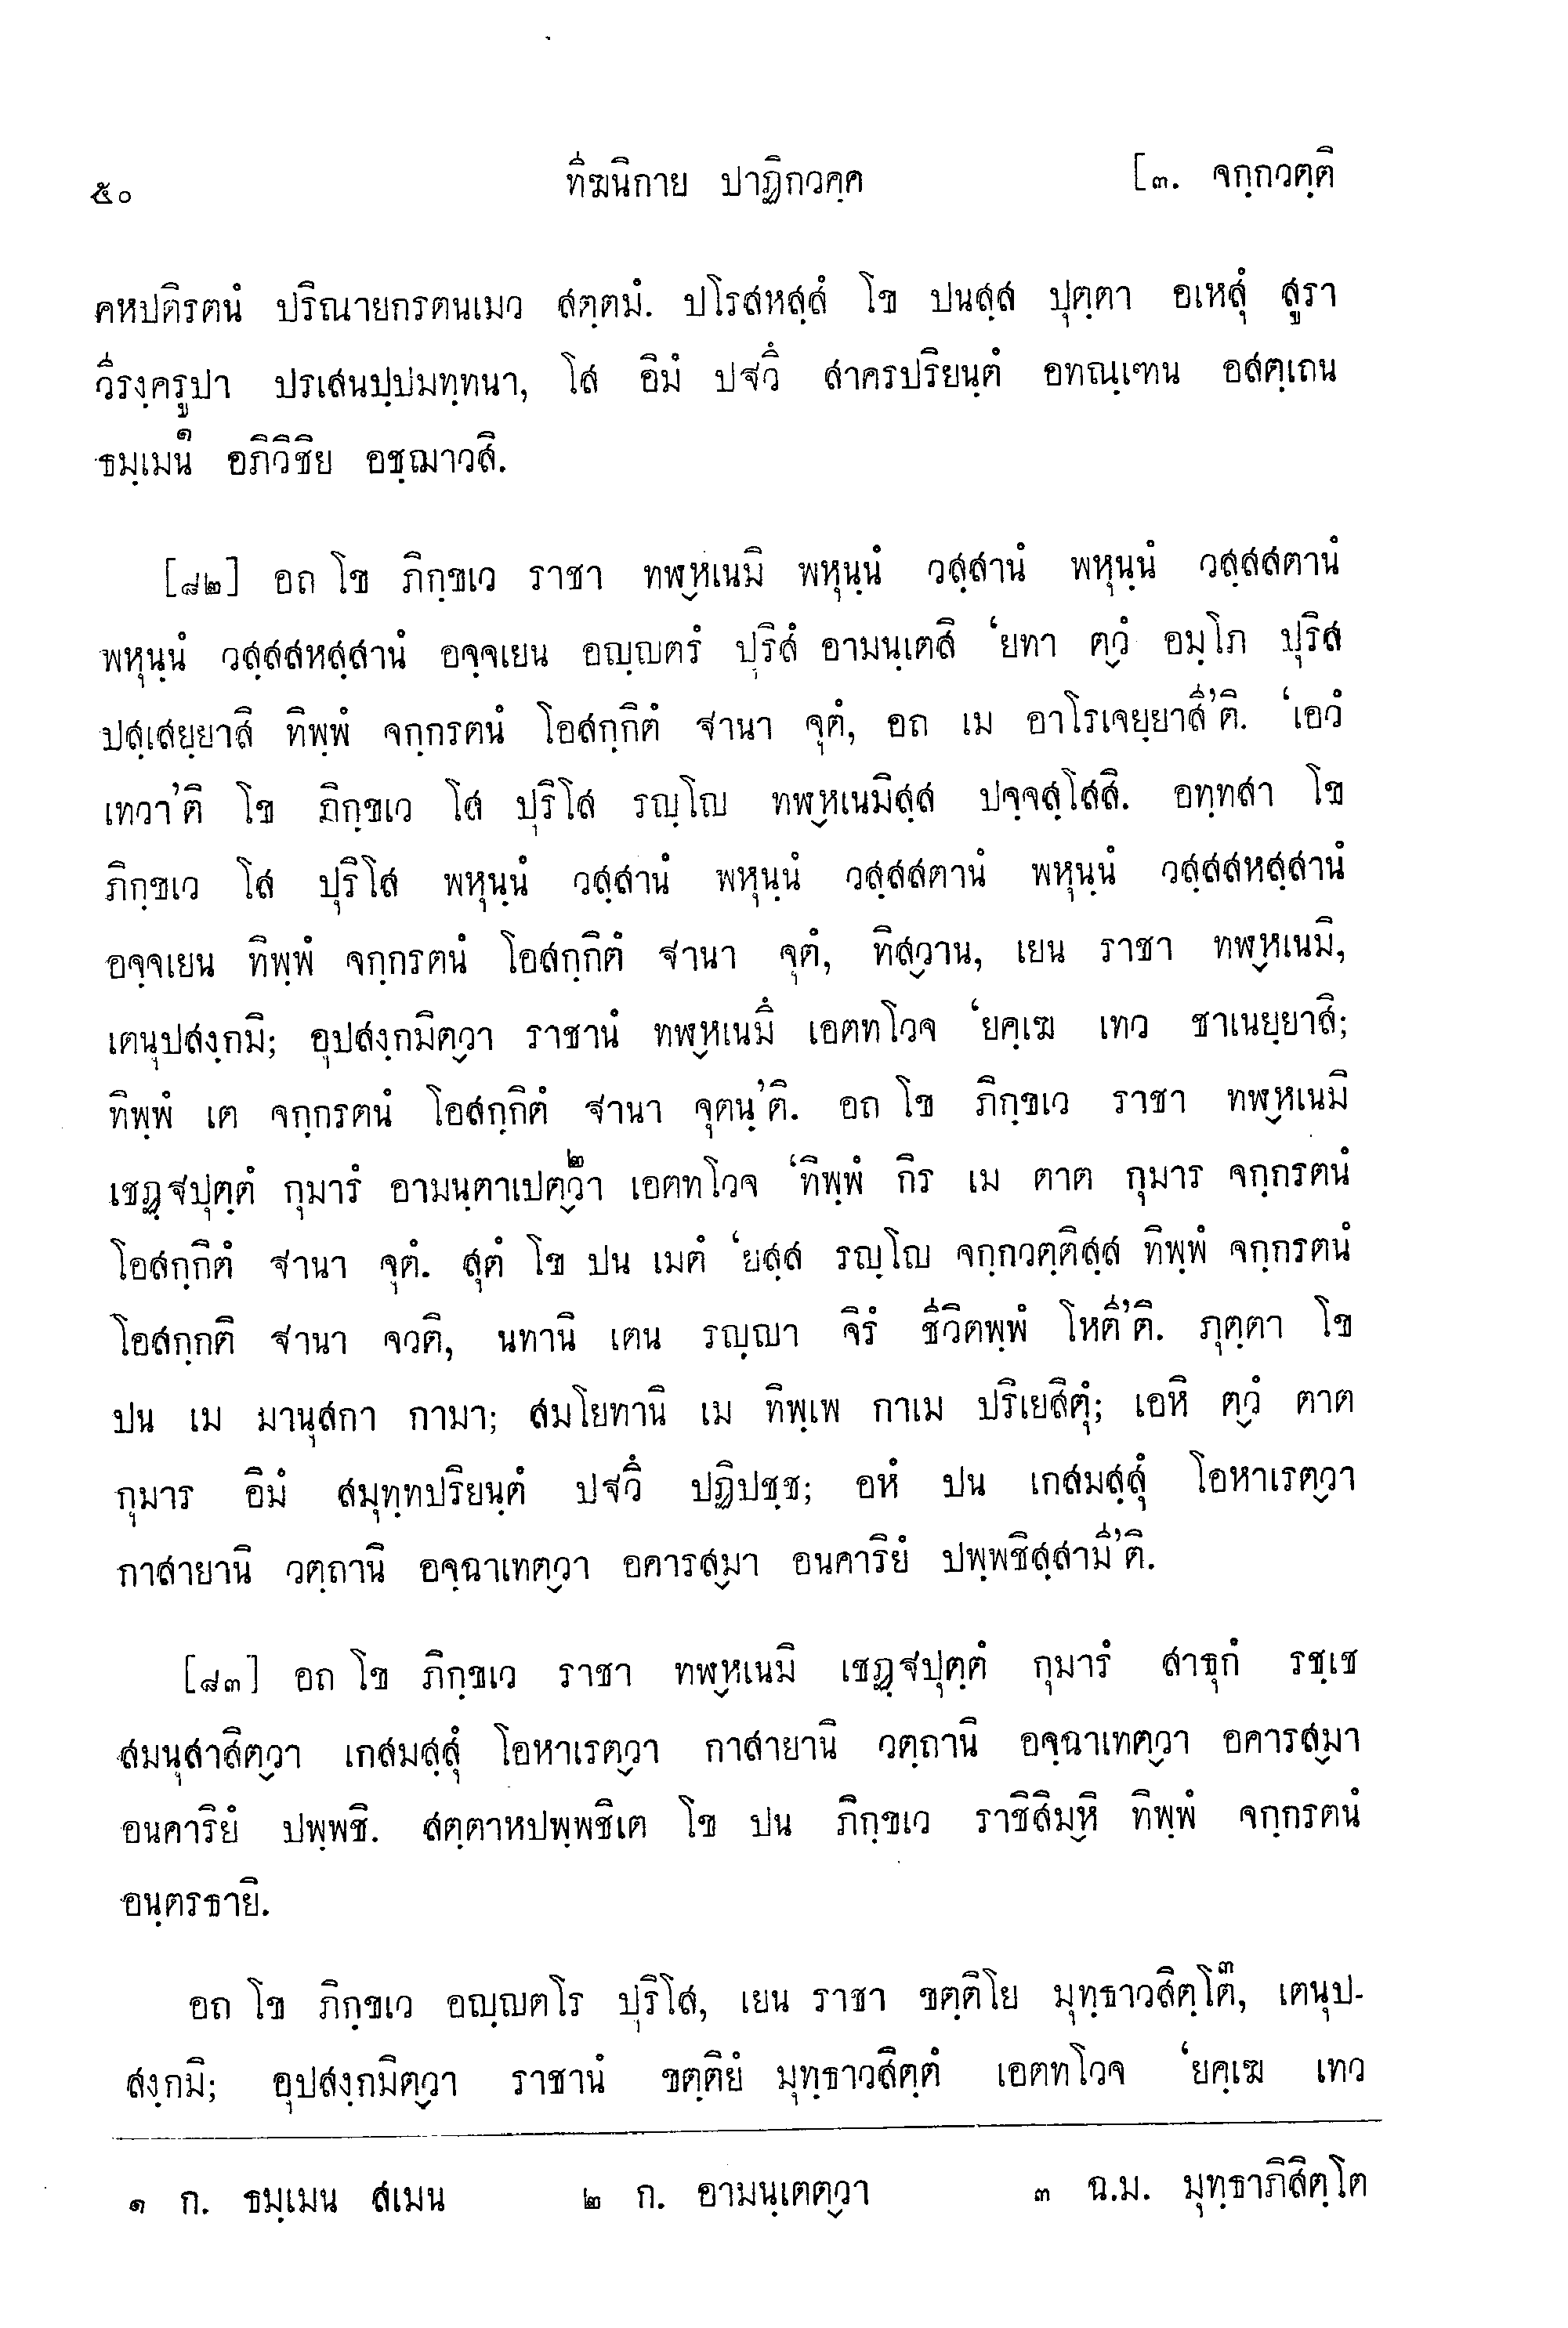 ๕๐ ทีฆนิกาย ปาฏิกวคฺค [๓. จกฺกวตฺติ
คหปติรตนํ ปริณายกรตนเมว สตฺตมํ. ปโรสหสฺสํ โข ปนสฺส ปุตฺตา อเหสุํ สูรา
วีรงฺครูปา ปรเสนปฺปมทฺทนา, โส อิมํ ปฐวิํ สาครปริยนฺตํ อทณฺเฑน อสตฺเถน
ธมฺเมน๑ อภิวิชิย อชฺฌาวสิ.
[๘๒] อถ โข ภิกฺขเว ราชา ทฬฺหเนมิ พหุนฺนํ วสฺสานํ พหุนฺนํ วสฺสสตานํ
พหุนฺนํ วสฺสสหสฺสานํ อจฺจเยน อญฺญตรํ ปุริสํ อามนฺเตสิ ‘ยทา ตฺวํ อมฺโภ ปุริส
ปสฺเสยฺยาสิ ทิพฺพํ จกฺกรตนํ โอสกฺกิตํ ฐานา จุตํ, อถ เม อาโรเจยฺยาสี’ติ. ‘เอวํ
เทวา’ติ โข ภิกฺขเว โส ปุริโส รญฺโญ ทฬฺหเนมิสฺส ปจฺจสฺโสสิ. อทฺทสา โข
ภิกฺขเว โส ปุริโส พหุนฺนํ วสฺสานํ พหุนฺนํ วสฺสสตานํ พหุนฺนํ วสฺสสหสฺสานํ
อจฺจเยน ทิพฺพํ จกฺกรตนํ โอสกฺกิตํ ฐานา จุตํ, ทิสฺวาน, เยน ราชา ทฬฺหเนมิ,
เตนุปสงฺกมิ; อุปสงฺกมิตฺวา ราชานํ ทฬฺหเนมิํ เอตทโวจ ‘ยคฺเฆ เทว ชาเนยฺยาสิ;
ทิพฺพํ เต จกฺกรตนํ โอสกฺกิตํ ฐานา จุตนฺ’ติ. อถ โข ภิกฺขเว ราชา ทฬฺหเนมิ
เชฏฺฐปุตฺตํ กุมารํ อามนฺตาเปตฺวา๒ เอตทโวจ ‘ทิพฺพํ กิร เม ตาต กุมาร จกฺกรตนํ
โอสกฺกิตํ ฐานา จุตํ. สุตํ โข ปน เมตํ ‘ยสฺส รญฺโญ จกฺกวตฺติสฺส ทิพฺพํ จกฺกรตนํ
โอสกฺกติ ฐานา จวติ, นทานิ เตน รญฺญา จิรํ ชีวิตพฺพํ โหตี’ติ. ภุตฺตา โข
ปน เม มานุสกา กามา; สมโยทานิ เม ทิพฺเพ กาเม ปริเยสิตุํ; เอหิ ตฺวํ ตาต
กุมาร อิมํ สมุทฺทปริยนฺตํ ปฐวิํ ปฏิปชฺช; อหํ ปน เกสมสฺสุํ โอหาเรตฺวา
กาสายานิ วตฺถานิ อจฺฉาเทตฺวา อคารสฺมา อนคาริยํ ปพฺพชิสฺสามี’ติ.
[๘๓] อถ โข ภิกฺขเว ราชา ทฬฺหเนมิ เชฏฺฐปุตฺตํ กุมารํ สาธุกํ รชฺเช
สมนุสาสิตฺวา เกสมสฺสุํ โอหาเรตฺวา กาสายานิ วตฺถานิ อจฺฉาเทตฺวา อคารสฺมา
อนคาริยํ ปพฺพชิ. สตฺตาหปพฺพชิเต โข ปน ภิกฺขเว ราชิสิมฺหิ ทิพฺพํ จกฺกรตนํ
อนฺตรธายิ.
อถ โข ภิกฺขเว อญฺญตโร ปุริโส, เยน ราชา ขตฺติโย มุทฺธาวสิตฺโต๓, เตนุป-
สงฺกมิ; อุปสงฺกมิตฺวา ราชานํ ขตฺติยํ มุทฺธาวสิตฺตํ เอตทโวจ ‘ยคฺเฆ เทว
๑ ก. ธมฺเมน สเมน ๒ ก. อามนฺเตตฺวา ๓ ฉ.ม. มุทฺธาภิสิตฺโต